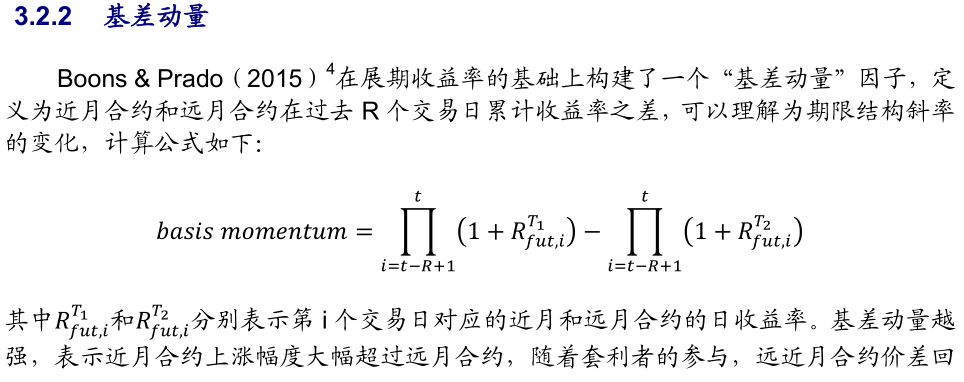 3.2.2 基差动量
Boons & Prado（2015）4在展期收益率的基础上构建了一个“基差动量”因子，定
义为近月合约和远月合约在过去 R 个交易日累计收益率之差，可以理解为期限结构斜率
的变化，计算公式如下：
basis momentum = ∏_{i=t−R+1}^{t} (1 + R_{fut,i}^{T_1}) − ∏_{i=t−R+1}^{t} (1 + R_{fut,i}^{T_2})
其中R_{fut,i}^{T_1}和R_{fut,i}^{T_2}分别表示第 i 个交易日对应的近月和远月合约的日收益率。基差动量越
强，表示近月合约上涨幅度大幅超过远月合约，随着套利者的参与，远近月合约价差回